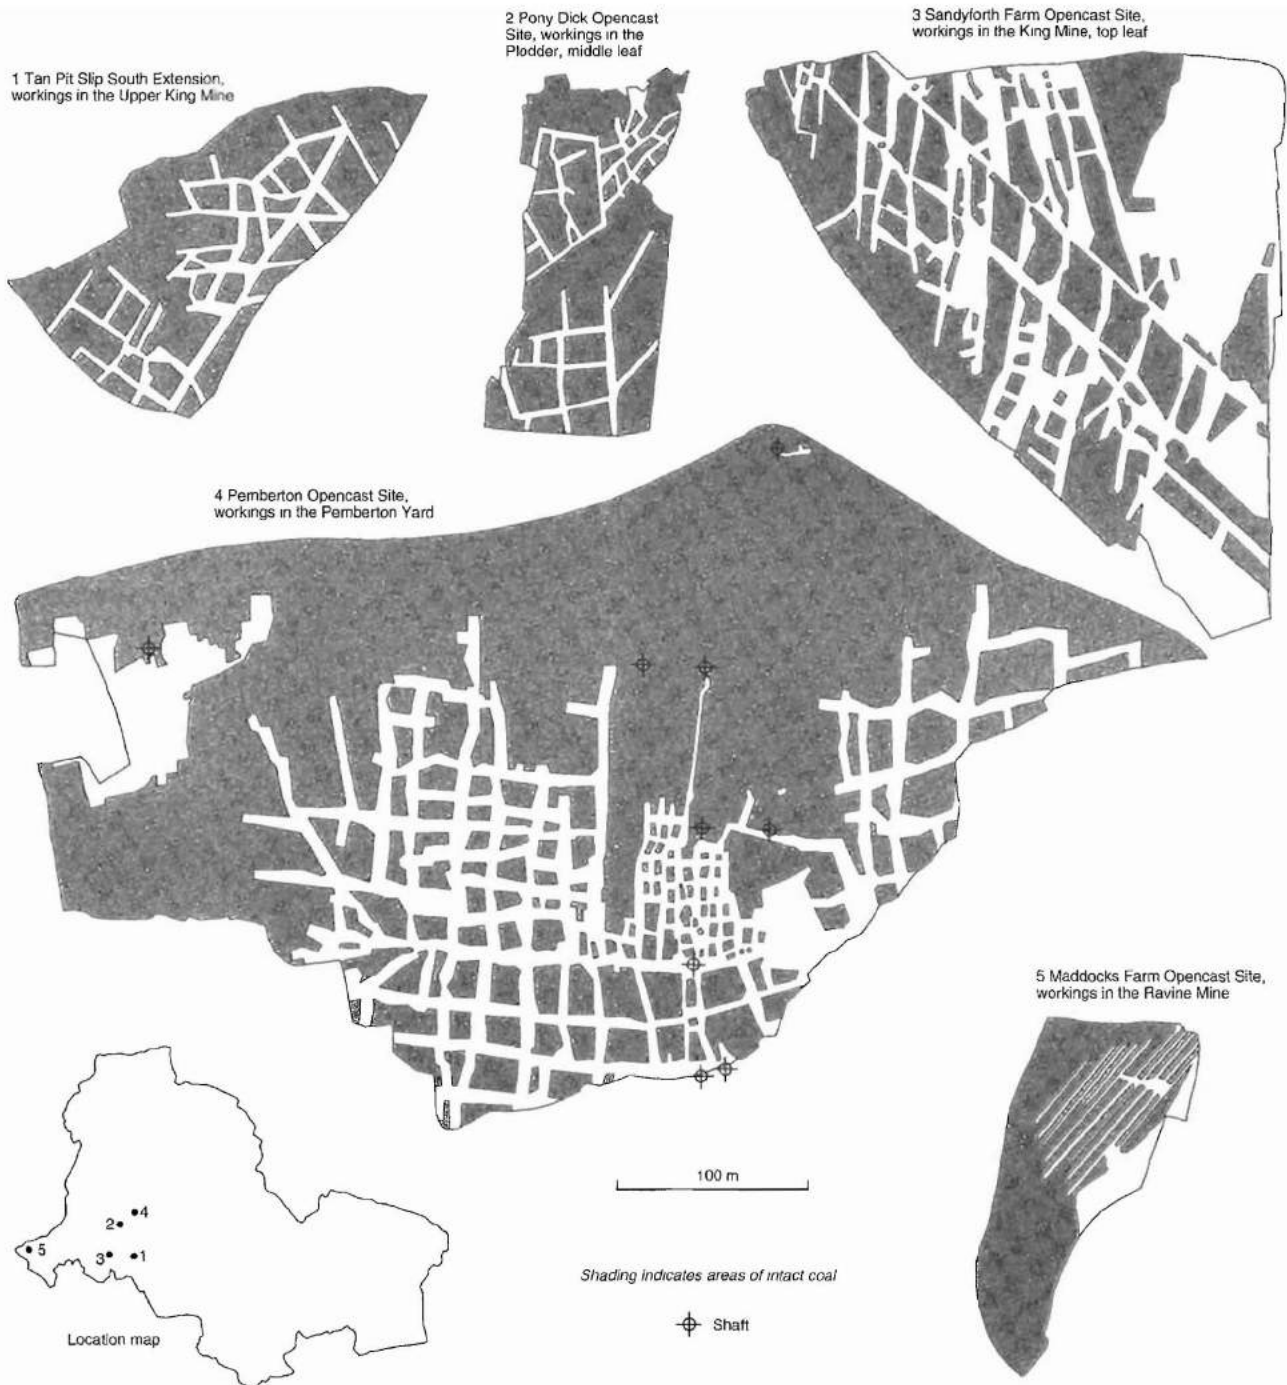 1 Tan Pit Slip South Extension,
workings in the Upper King Mine
2 Pony Dick Opencast
Site, workings in the
Plodder, middle leaf
3 Sandyforth Farm Opencast Site,
workings in the King Mine, top leaf
4 Pemberton Opencast Site,
workings in the Pemberton Yard
5 Maddocks Farm Opencast Site,
workings in the Ravine Mine
100 m
4
2
5
3
1
Location map
Shading indicates areas of intact coal
Shaft